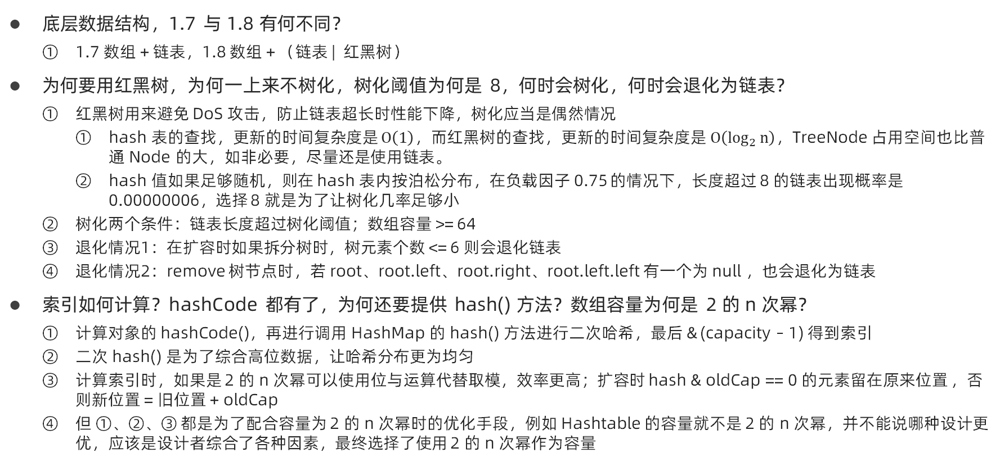 ● 底层数据结构，1.7 与 1.8 有何不同？
① 1.7 数组 + 链表，1.8 数组 + （链表 | 红黑树）
● 为何要用红黑树，为何一上来不树化，树化阈值为何是 8，何时会树化，何时会退化为链表？
① 红黑树用来避免 DoS 攻击，防止链表超长时性能下降，树化应当是偶然情况
① hash 表的查找，更新的时间复杂度是 O(1)，而红黑树的查找，更新的时间复杂度是 O(log₂ n)，TreeNode 占用空间也比普
通 Node 的大，如非必要，尽量还是使用链表。
② hash 值如果足够随机，则在 hash 表内按泊松分布，在负载因子 0.75 的情况下，长度超过 8 的链表出现概率是
0.00000006，选择 8 就是为了让树化几率足够小
② 树化两个条件：链表长度超过树化阈值；数组容量 >= 64
③ 退化情况1：在扩容时如果拆分树时，树元素个数 <= 6 则会退化链表
④ 退化情况2：remove 树节点时，若 root、root.left、root.right、root.left.left 有一个为 null ，也会退化为链表
● 索引如何计算？hashCode 都有了，为何还要提供 hash() 方法？数组容量为何是 2 的 n 次幂？
① 计算对象的 hashCode()，再进行调用 HashMap 的 hash() 方法进行二次哈希，最后 & (capacity – 1) 得到索引
② 二次 hash() 是为了综合高位数据，让哈希分布更为均匀
③ 计算索引时，如果是 2 的 n 次幂可以使用位与运算代替取模，效率更高；扩容时 hash & oldCap == 0 的元素留在原来位置 ，否
则新位置 = 旧位置 + oldCap
④ 但 ①、②、③ 都是为了配合容量为 2 的 n 次幂时的优化手段，例如 Hashtable 的容量就不是 2 的 n 次幂，并不能说哪种设计更
优，应该是设计者综合了各种因素，最终选择了使用 2 的 n 次幂作为容量